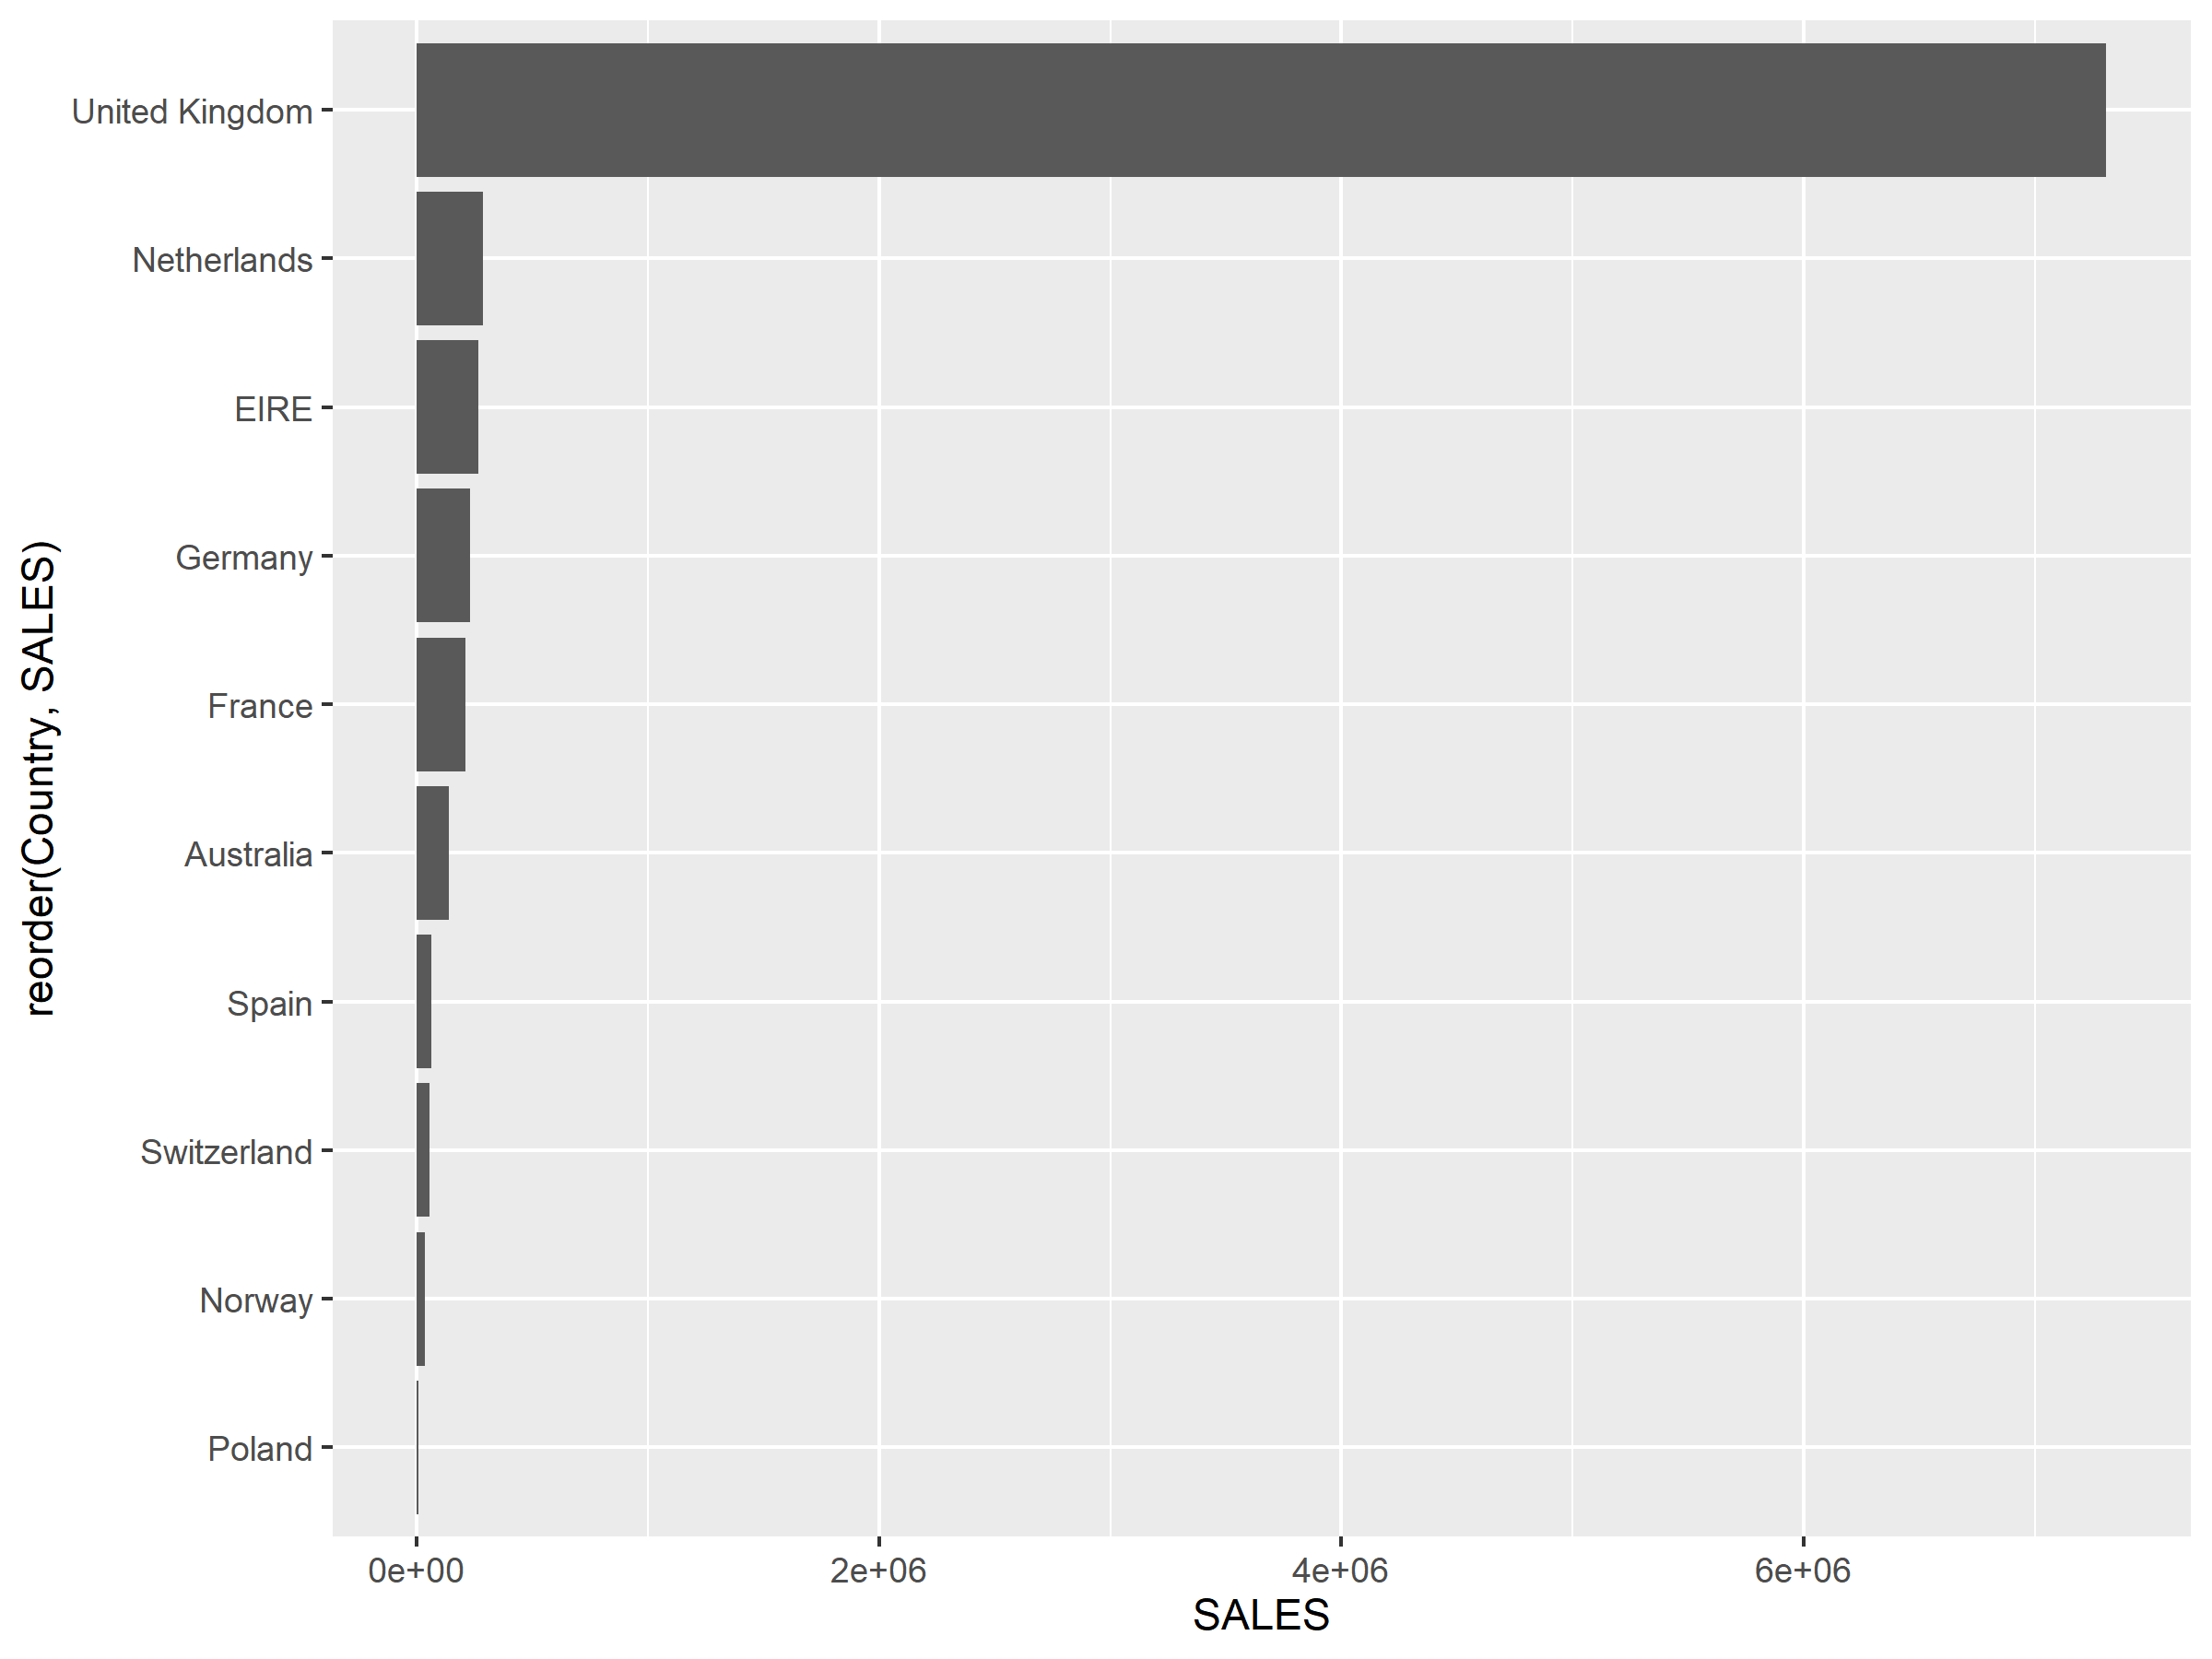 United Kingdom
Netherlands
EIRE
Germany
France
Australia
Spain
Switzerland
Norway
Poland
reorder(Country, SALES)
0e+00
2e+06
4e+06
6e+06
SALES